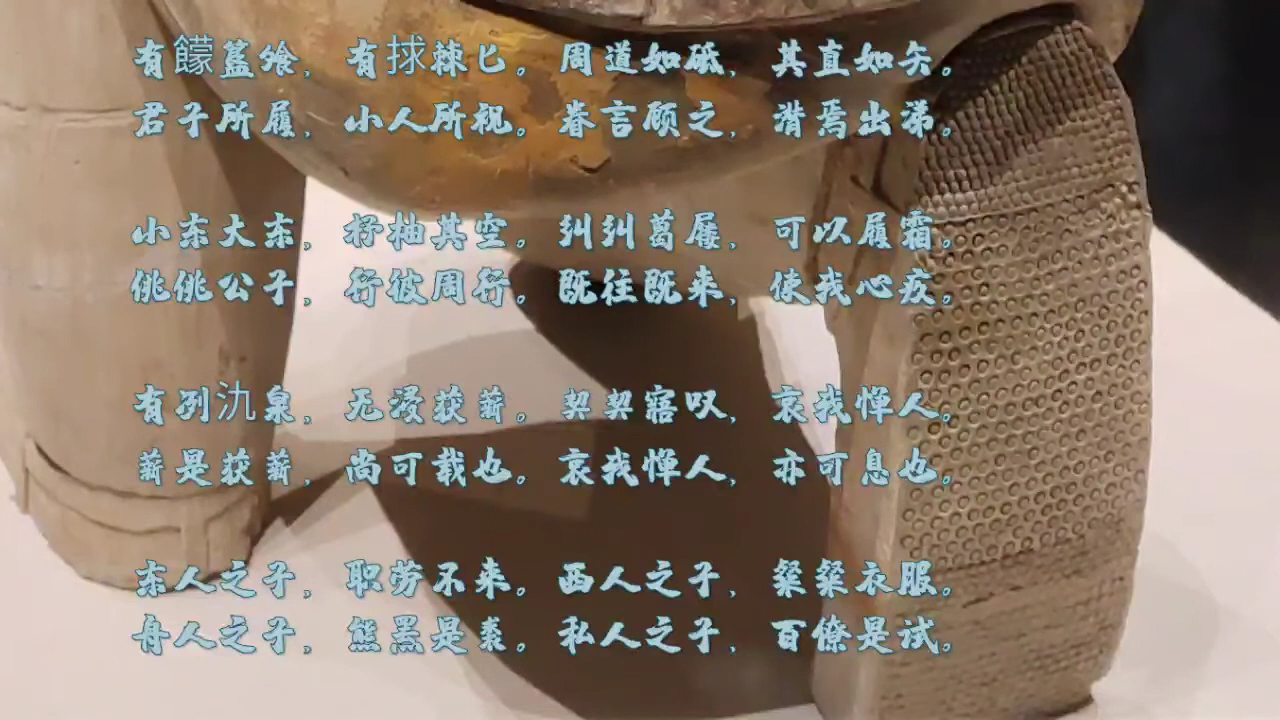 有饛簋飧，有捄棘匕。周道如砥，其直如矢。
君子所履，小人所视。眷言顾之，潸焉出涕。
小东大东，杼柚其空。纠纠葛屦，可以履霜。
佻佻公子，行彼周行。既往既来，使我心疚。
有冽氿泉，无浸获薪。契契寤叹，哀我惮人。
薪是获薪，尚可载也。哀我惮人，亦可息也。
东人之子，职劳不来。西人之子，粲粲衣服。
舟人之子，熊罴是裘。私人之子，百僚是试。